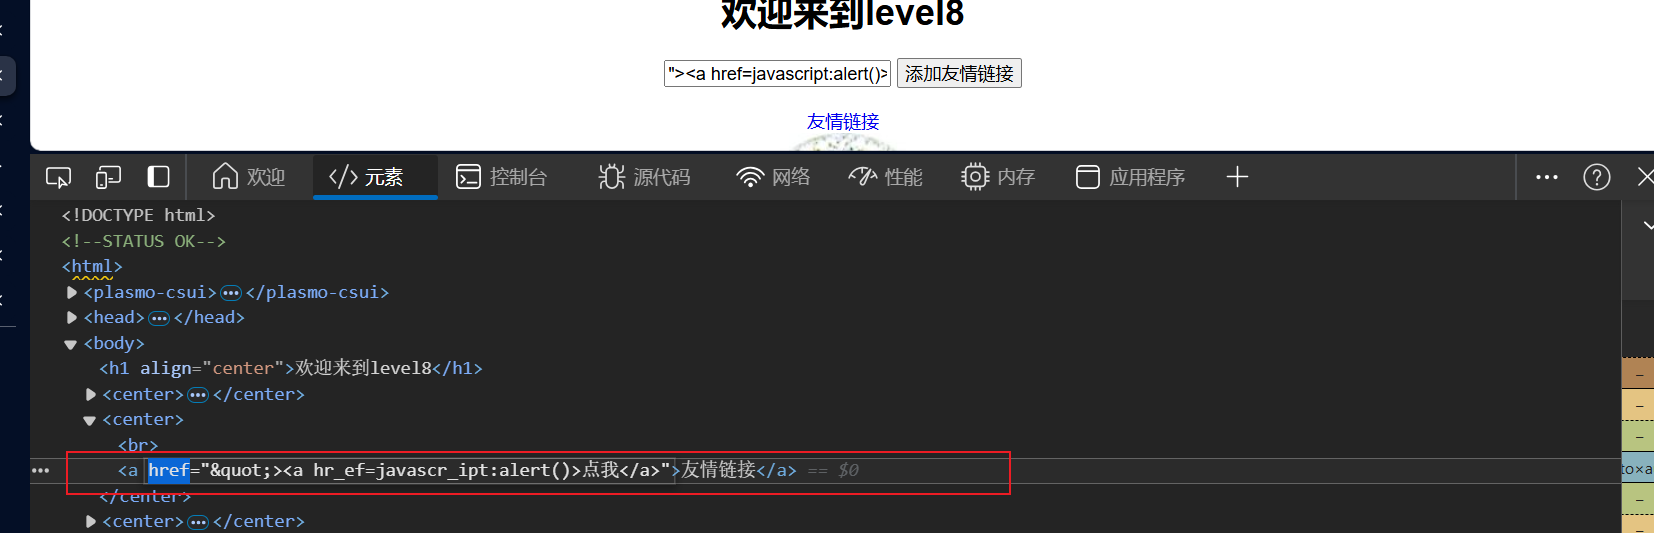 欢迎来到level8
"><a href=javascript:alert()> 添加友情链接
友情链接
欢迎 </> 元素 控制台 源代码 网络 性能 内存 应用程序
<!DOCTYPE html>
<!--STATUS OK-->
<html>
<plasmo-csui>•••</plasmo-csui>
<head>•••</head>
<body>
<h1 align="center">欢迎来到level8</h1>
<center>•••</center>
<center>
<br>
<a href="&quot;><a hr_ef=javascr_ipt:alert()>点我</a>">友情链接</a> == $0
</center>
<center>•••</center>
–
–
–
to×a
–
–